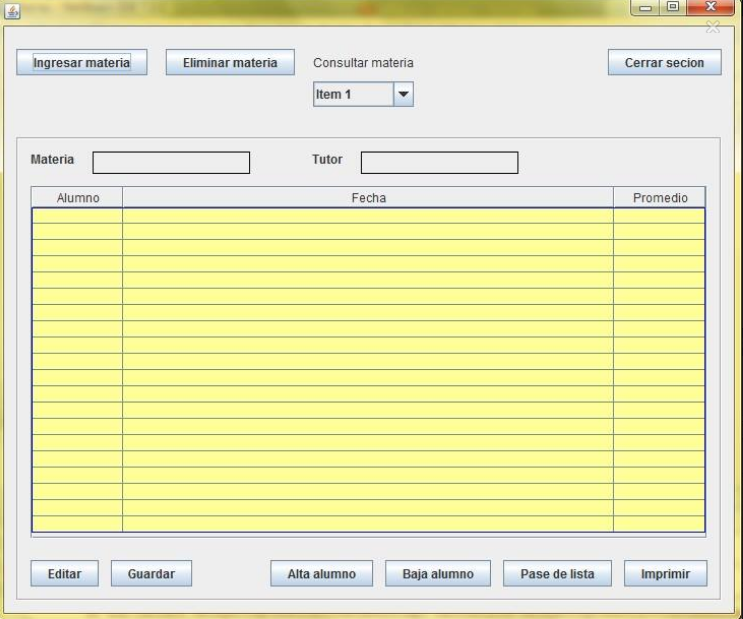 Ingresar materia Eliminar materia Consultar materia Cerrar secion
Item 1
Materia Tutor
Alumno Fecha Promedio
Editar Guardar Alta alumno Baja alumno Pase de lista Imprimir